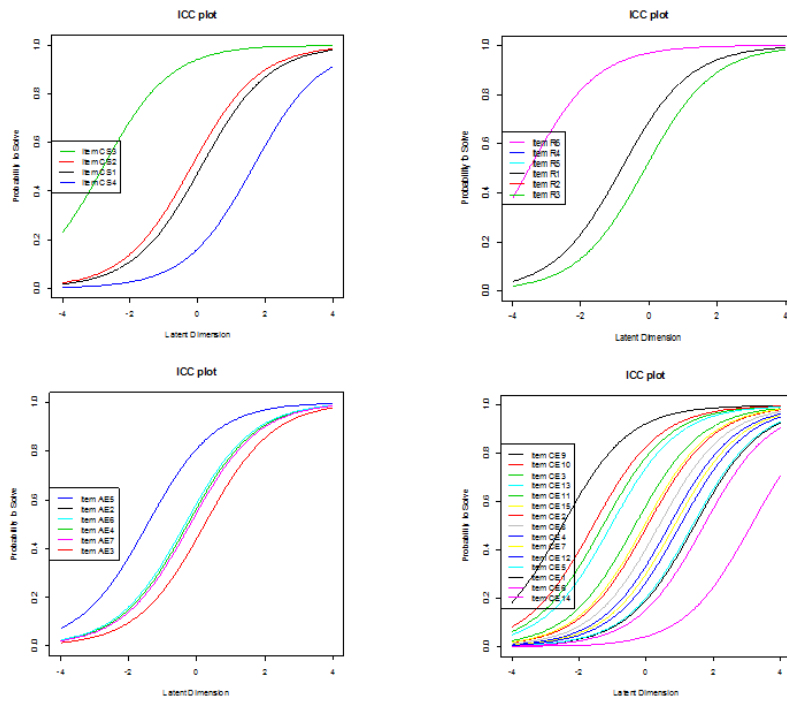 ICC plot
Probability to Solve
1.0
0.8
0.6
0.4
0.2
0.0
Item CS3
Item CS2
Item CS1
Item CS4
-4
-2
0
2
4
Latent Dimension
ICC plot
Probability to Solve
1.0
0.8
0.6
0.4
0.2
0.0
Item R6
Item R4
Item R5
Item R1
Item R2
Item R3
-4
-2
0
2
4
Latent Dimension
ICC plot
Probability to Solve
1.0
0.8
0.6
0.4
0.2
0.0
Item AE5
Item AE2
Item AE6
Item AE4
Item AE7
Item AE3
-4
-2
0
2
4
Latent Dimension
ICC plot
Probability to Solve
1.0
0.8
0.6
0.4
0.2
0.0
Item CE9
Item CE10
Item CE3
Item CE13
Item CE11
Item CE15
Item CE2
Item CE4
Item CE7
Item CE12
Item CE5
Item CE1
Item CE14
-4
-2
0
2
4
Latent Dimension